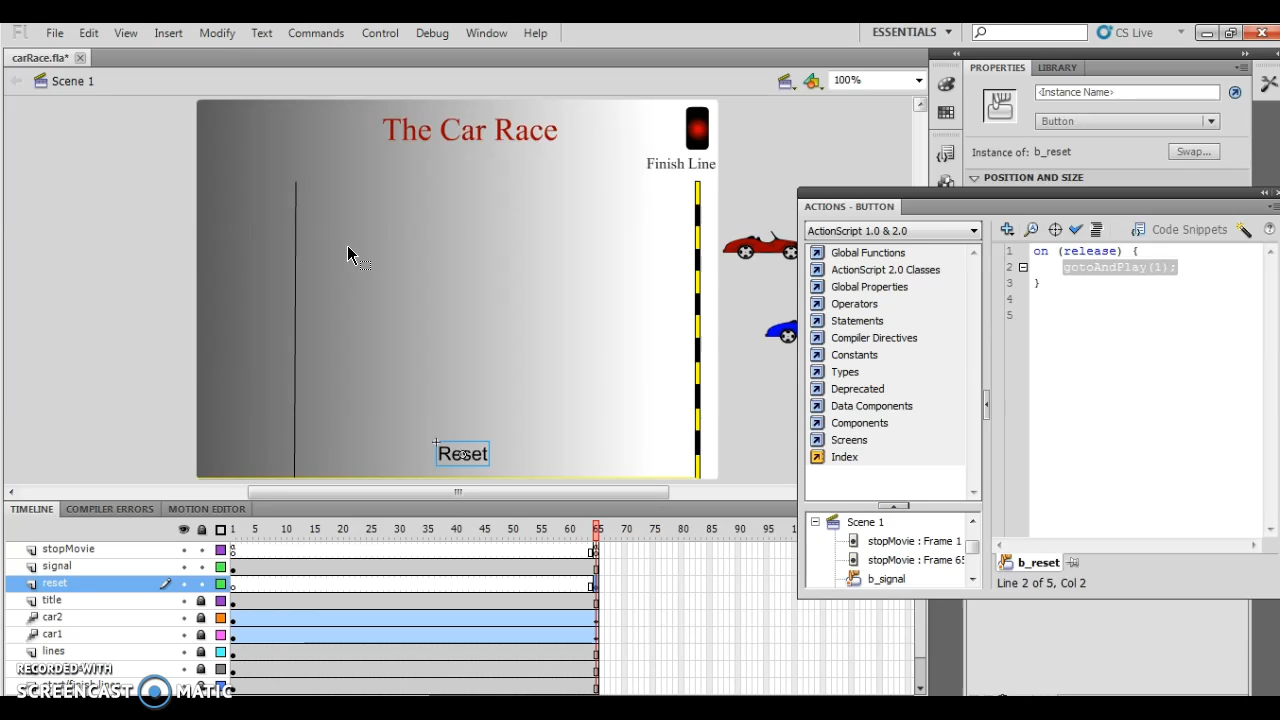 Fl File Edit View Insert Modify Text Commands Control Debug Window Help ESSENTIALS CS Live
carRace.fla*
Scene 1 100%
The Car Race
Finish Line
Reset
PROPERTIES LIBRARY
<Instance Name>
Button
Instance of: b_reset Swap...
POSITION AND SIZE
ACTIONS - BUTTON
ActionScript 1.0 & 2.0
Global Functions
ActionScript 2.0 Classes
Global Properties
Operators
Statements
Compiler Directives
Constants
Types
Deprecated
Data Components
Components
Screens
Index
Scene 1
stopMovie : Frame 1
stopMovie : Frame 65
b_signal
Code Snippets
1 on (release) {
2 gotoAndPlay(1);
3 }
4
5
b_reset
Line 2 of 5, Col 2
TIMELINE COMPILER ERRORS MOTION EDITOR
1 5 10 15 20 25 30 35 40 45 50 55 60 65 70 75 80 85 90 95
stopMovie
signal
reset
title
car2
car1
lines
RECORDED WITH
SCREENCAST MATIC